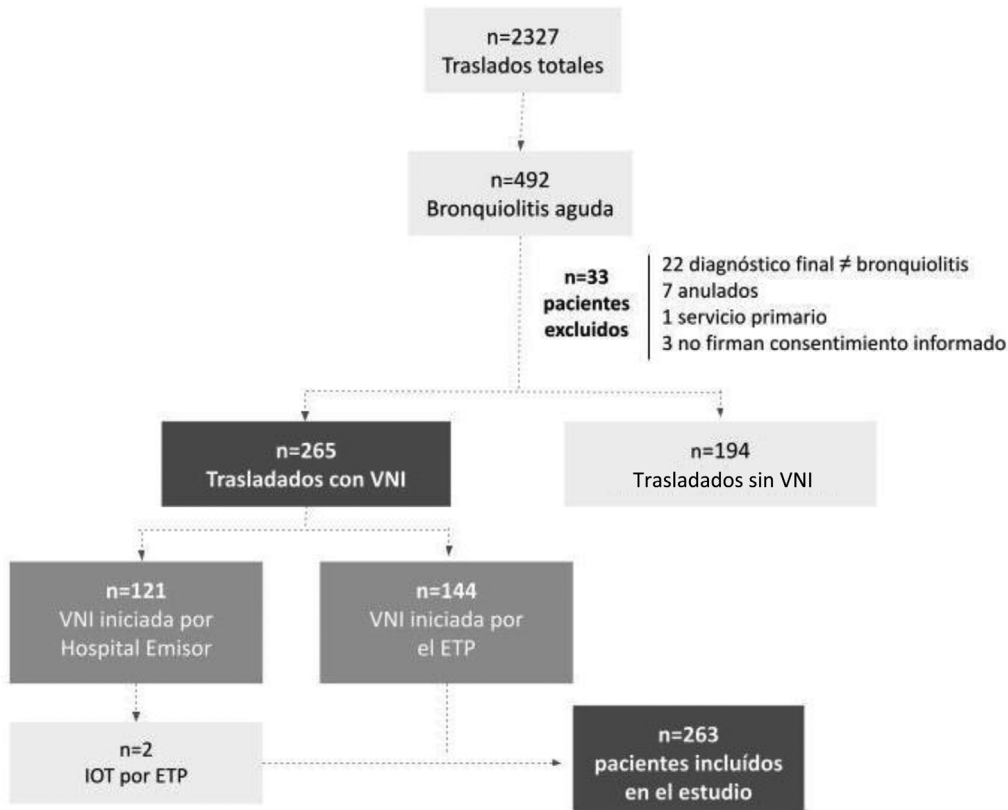 n=2327
Traslados totales
n=492
Bronquiolitis aguda
n=33
pacientes
excluidos
22 diagnóstico final ≠ bronquiolitis
7 anulados
1 servicio primario
3 no firman consentimiento informado
n=265
Trasladados con VNI
n=194
Trasladados sin VNI
n=121
VNI iniciada por
Hospital Emisor
n=144
VNI iniciada por
el ETP
n=2
IOT por ETP
n=263
pacientes incluídos
en el estudio